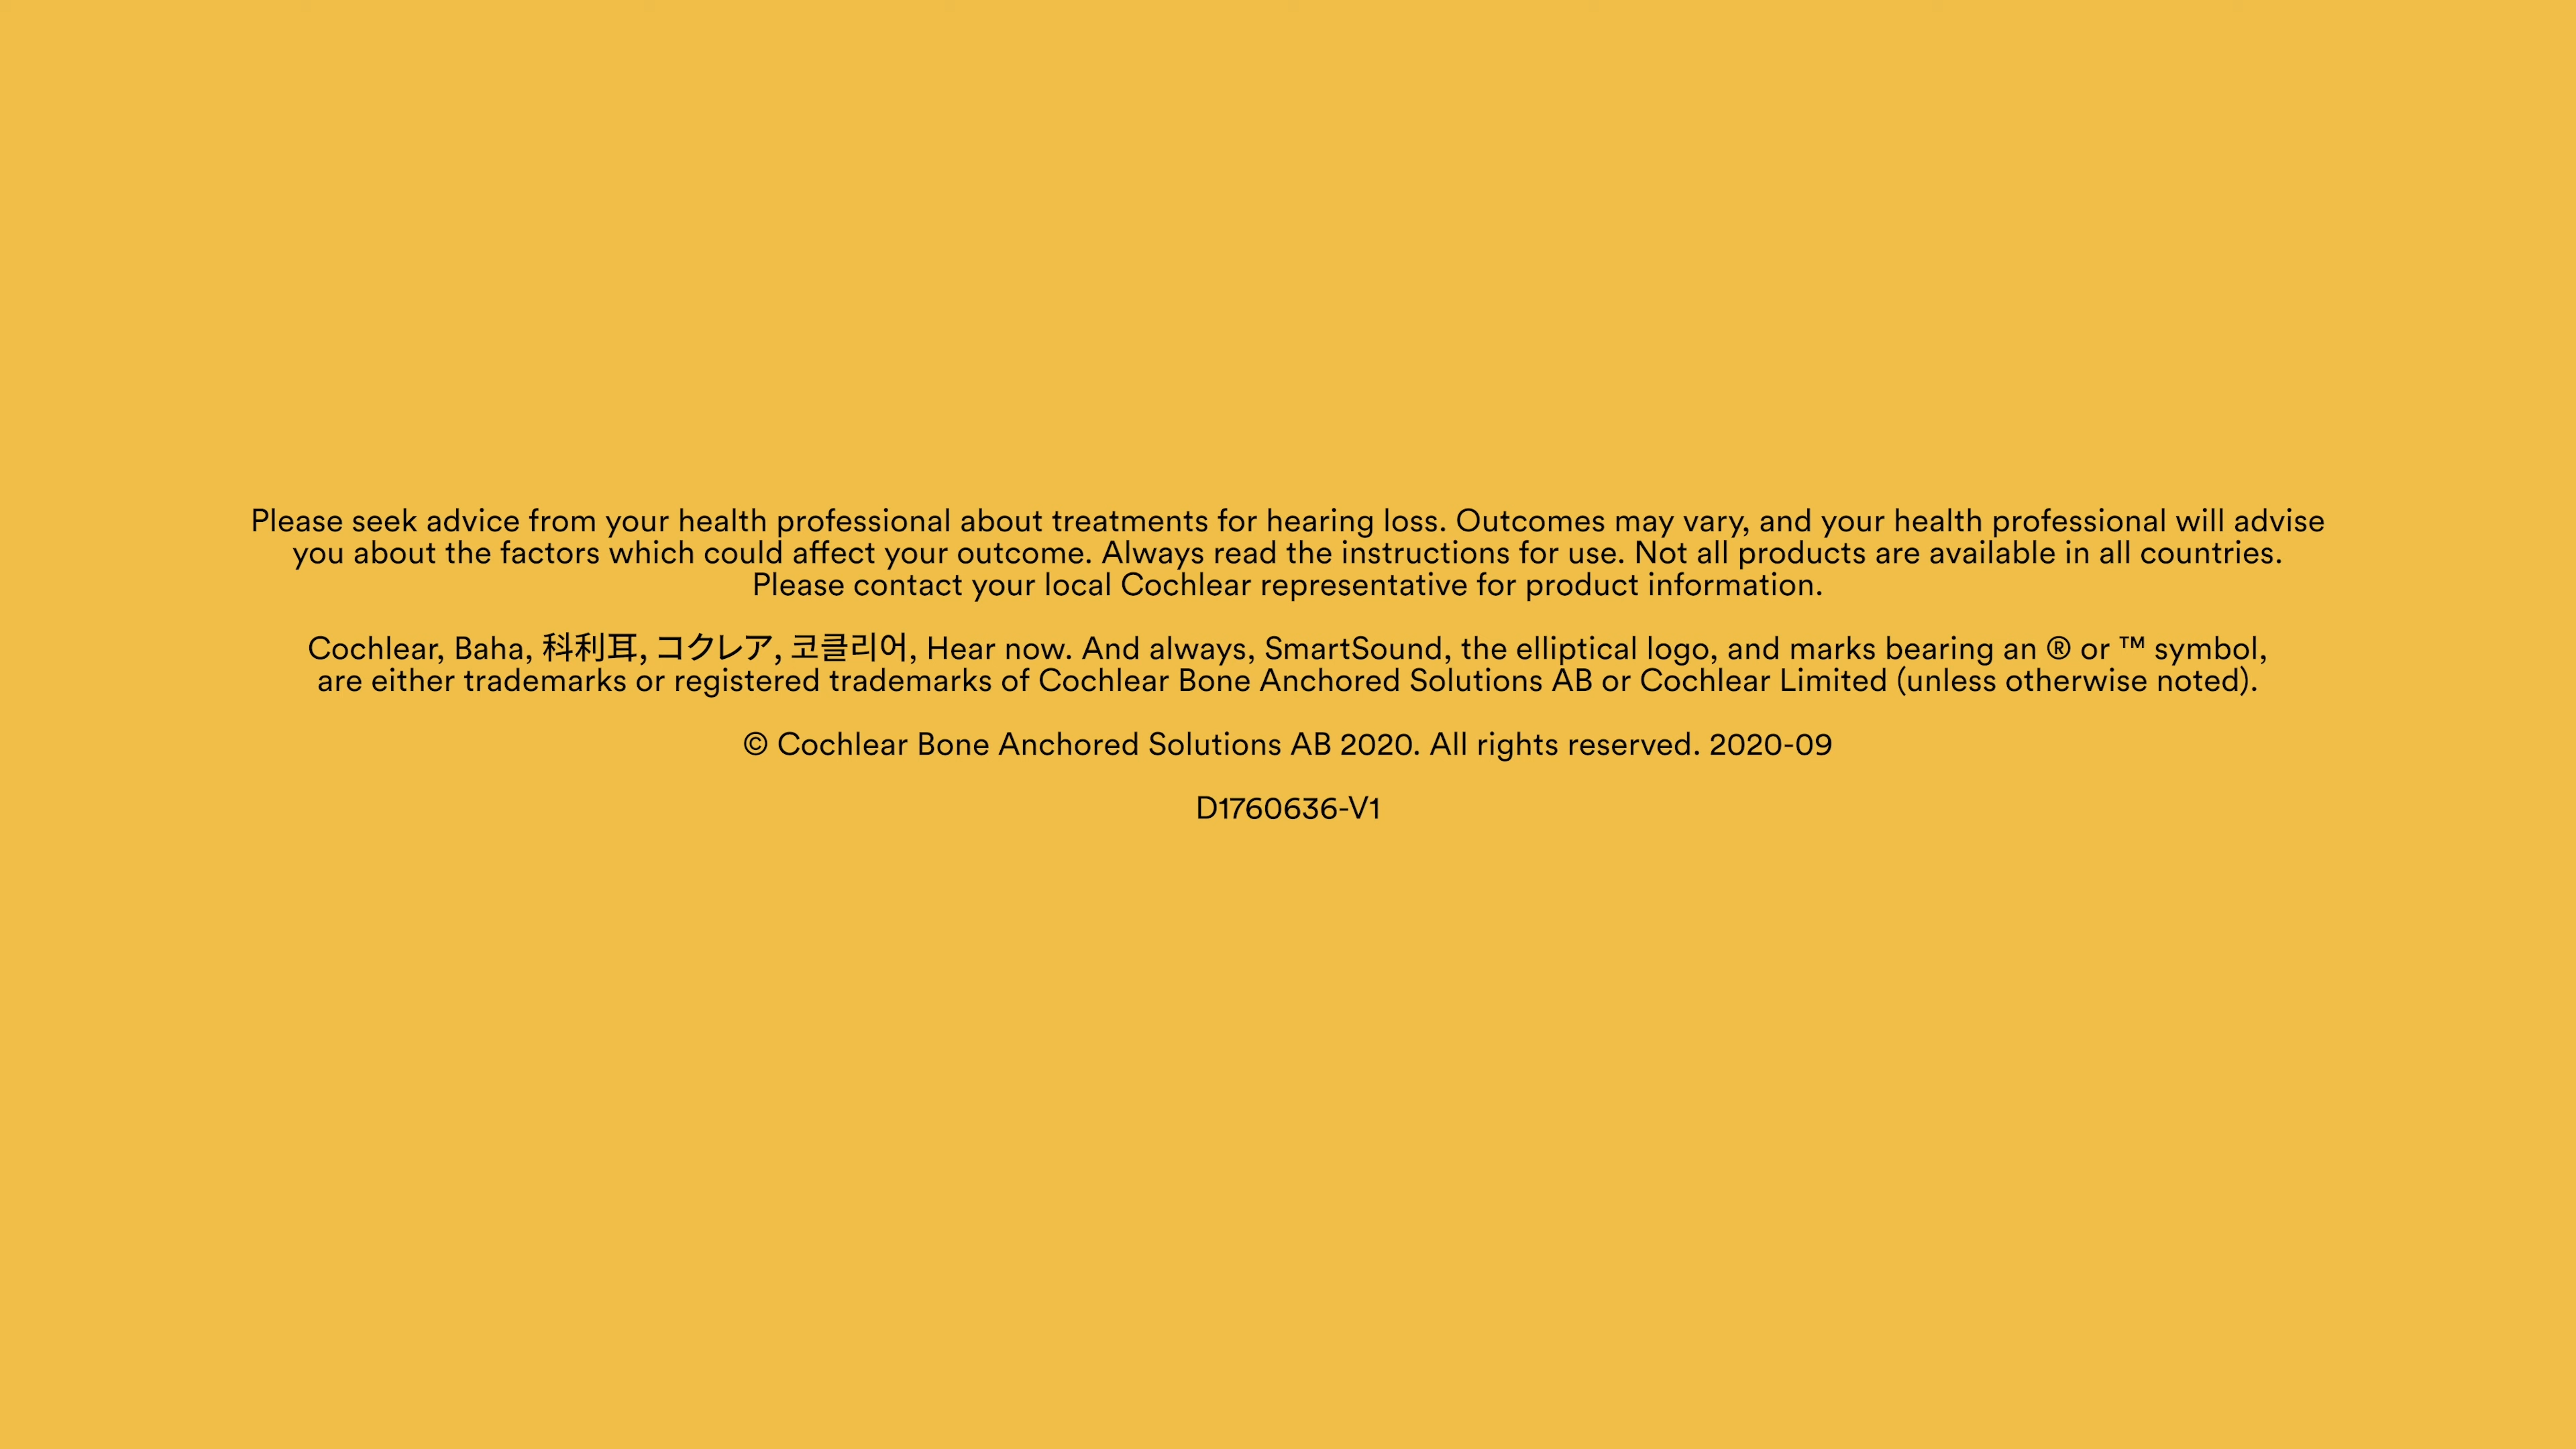 Please seek advice from your health professional about treatments for hearing loss. Outcomes may vary, and your health professional will advise
you about the factors which could affect your outcome. Always read the instructions for use. Not all products are available in all countries.
Please contact your local Cochlear representative for product information.
Cochlear, Baha, 科利耳, コクレア, 코클리어, Hear now. And always, SmartSound, the elliptical logo, and marks bearing an ® or ™ symbol,
are either trademarks or registered trademarks of Cochlear Bone Anchored Solutions AB or Cochlear Limited (unless otherwise noted).
© Cochlear Bone Anchored Solutions AB 2020. All rights reserved. 2020-09
D1760636-V1